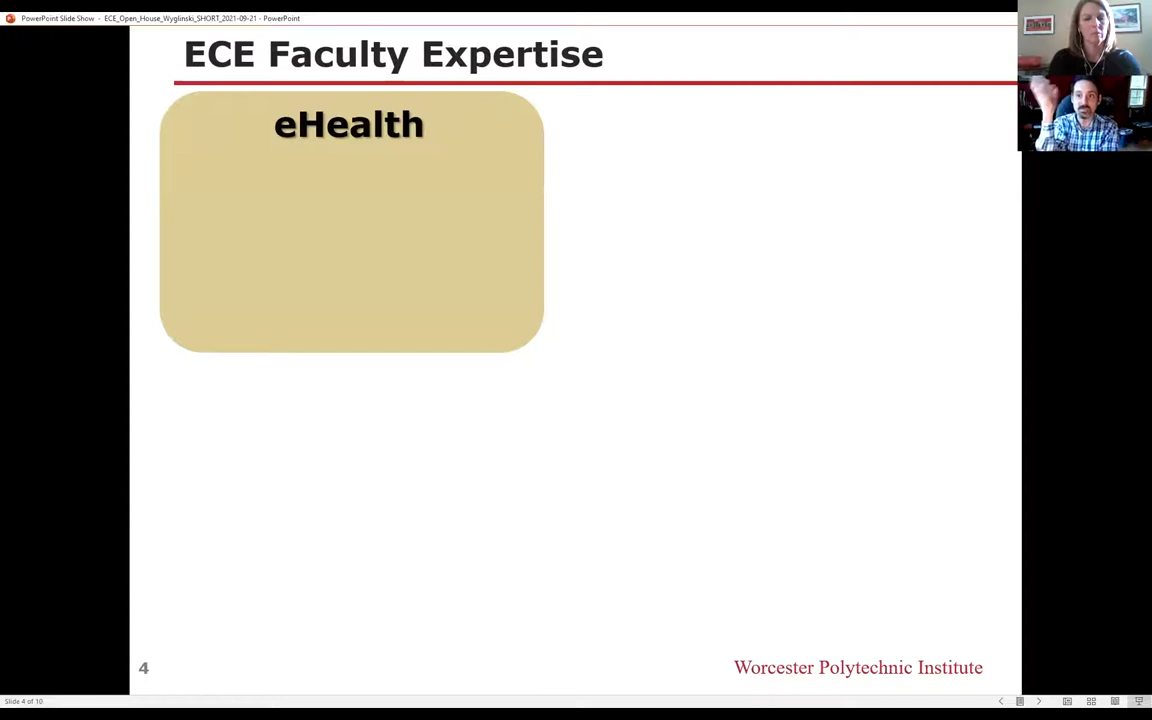 PowerPoint Slide Show - ECE_Open_House_Wyglinski_SHORT_2021-09-21 - PowerPoint
ECE Faculty Expertise
eHealth
4
Worcester Polytechnic Institute
Slide 4 of 10